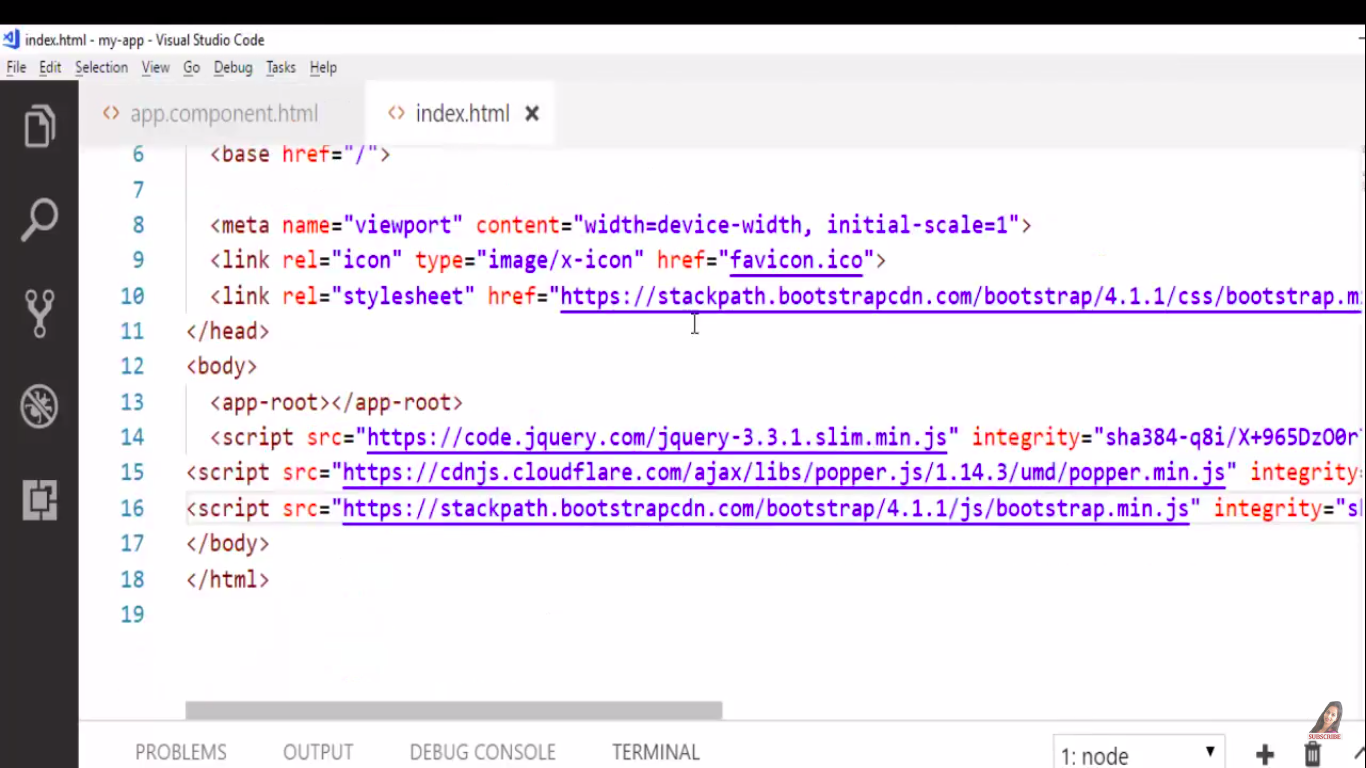 index.html - my-app - Visual Studio Code
File Edit Selection View Go Debug Tasks Help
<> app.component.html <> index.html ×
6 <base href="/">
7
8 <meta name="viewport" content="width=device-width, initial-scale=1">
9 <link rel="icon" type="image/x-icon" href="favicon.ico">
10 <link rel="stylesheet" href="https://stackpath.bootstrapcdn.com/bootstrap/4.1.1/css/bootstrap.m
11 </head>
12 <body>
13 <app-root></app-root>
14 <script src="https://code.jquery.com/jquery-3.3.1.slim.min.js" integrity="sha384-q8i/X+965DzO0r
15 <script src="https://cdnjs.cloudflare.com/ajax/libs/popper.js/1.14.3/umd/popper.min.js" integrity
16 <script src="https://stackpath.bootstrapcdn.com/bootstrap/4.1.1/js/bootstrap.min.js" integrity="s
17 </body>
18 </html>
19
SUBSCRIBE
PROBLEMS OUTPUT DEBUG CONSOLE TERMINAL 1: node